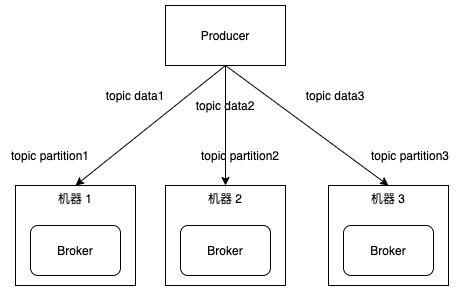 Producer
topic data1
topic data2
topic data3
topic partition1
topic partition2
topic partition3
机器 1
机器 2
机器 3
Broker
Broker
Broker